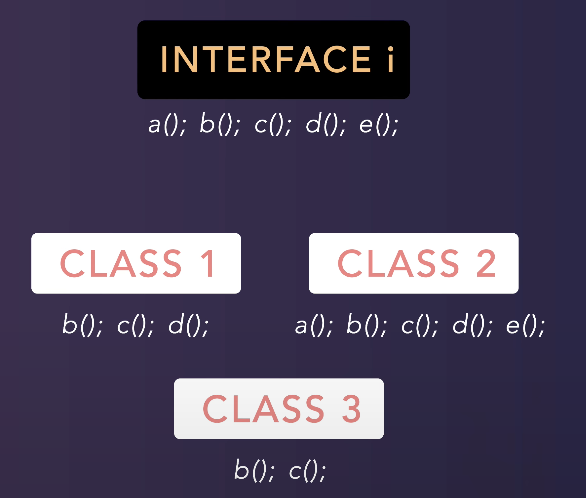 INTERFACE i
a(); b(); c(); d(); e();
CLASS 1
b(); c(); d();
CLASS 2
a(); b(); c(); d(); e();
CLASS 3
b(); c();